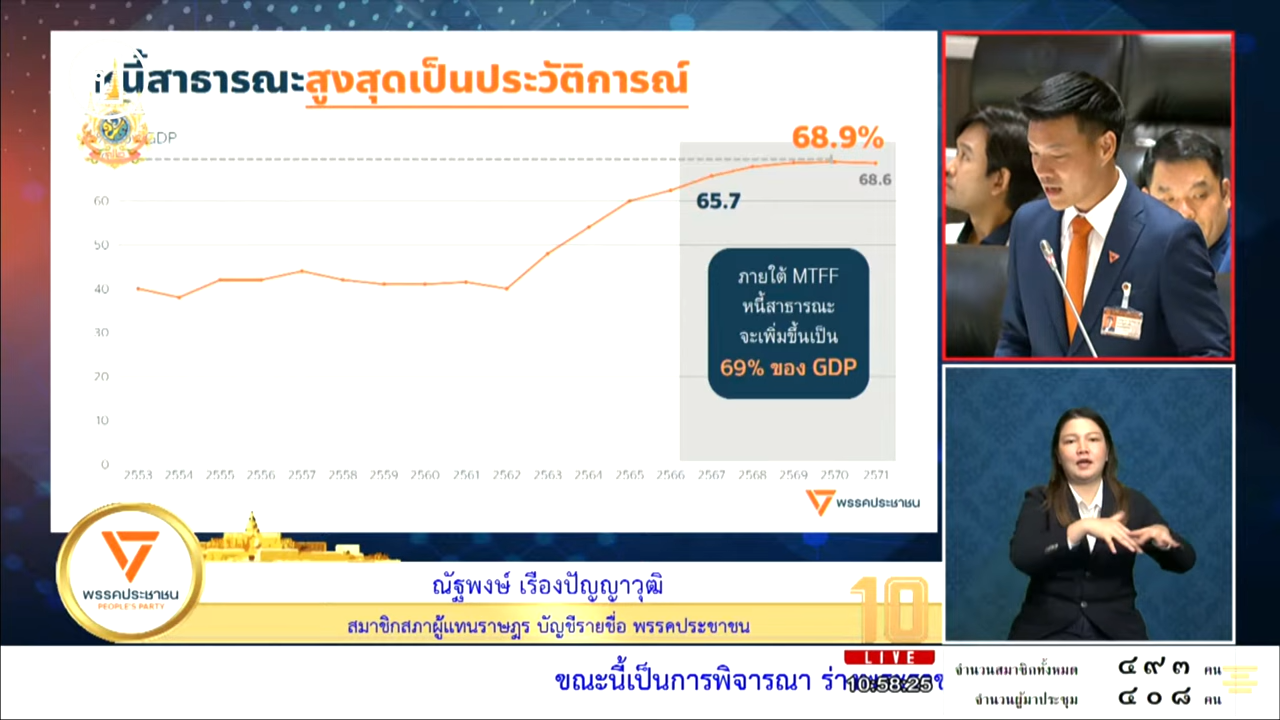 หนี้สาธารณะสูงสุดเป็นประวัติการณ์
GDP
68.9%
68.6
65.7
60
50
40
30
20
10
0
ภายใต้ MTFF
หนี้สาธารณะ
จะเพิ่มขึ้นเป็น
69% ของ GDP
2553 2554 2555 2556 2557 2558 2559 2560 2561 2562 2563 2564 2565 2566 2567 2568 2569 2570 2571
พรรคประชาชน
พรรคประชาชน
PEOPLE'S PARTY
ณัฐพงษ์ เรืองปัญญาวุฒิ
สมาชิกสภาผู้แทนราษฎร บัญชีรายชื่อ พรรคประชาชน
10
LIVE
10:58:25
ขณะนี้เป็นการพิจารณา
จำนวนสมาชิกทั้งหมด ๔๙๓ คน
จำนวนผู้มาประชุม ๔๐๘ คน